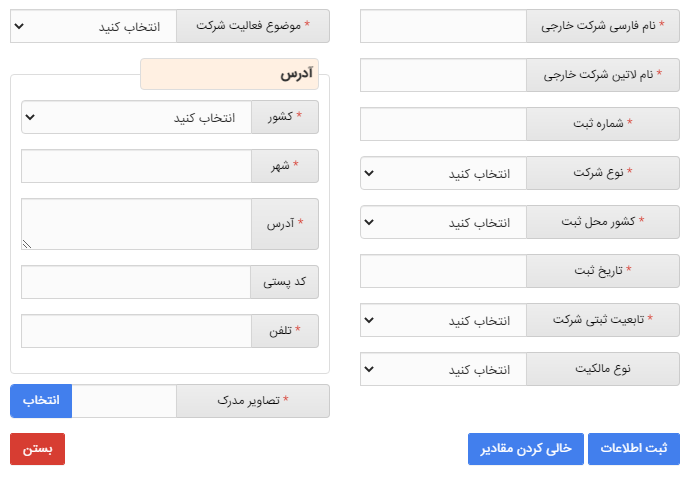 * نام فارسی شرکت خارجی
* نام لاتین شرکت خارجی
* شماره ثبت
* نوع شرکت انتخاب کنید
* کشور محل ثبت انتخاب کنید
* تاریخ ثبت
* تابعیت ثبتی شرکت انتخاب کنید
نوع مالکیت انتخاب کنید
* موضوع فعالیت شرکت انتخاب کنید
آدرس
* کشور انتخاب کنید
* شهر
* آدرس
کد پستی
* تلفن
* تصاویر مدرک انتخاب
ثبت اطلاعات خالی کردن مقادیر بستن